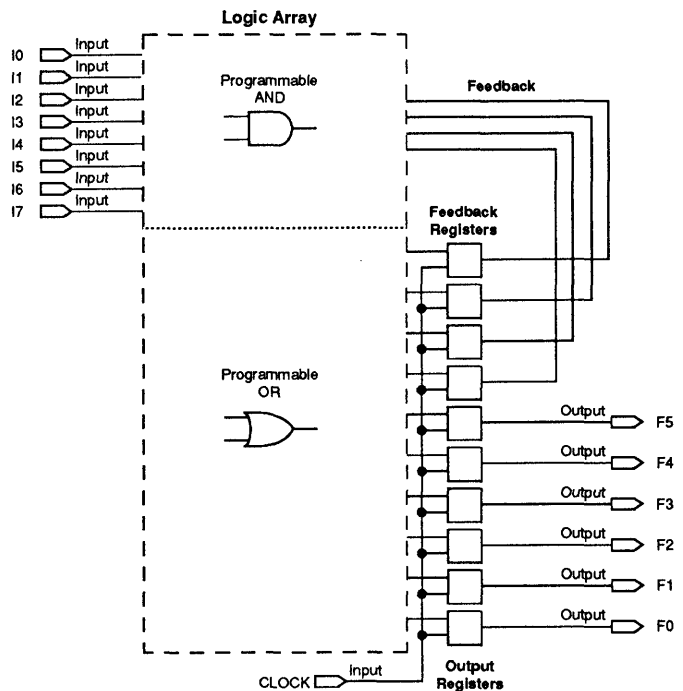 Logic Array
I0 Input
I1 Input
I2 Input
I3 Input
I4 Input
I5 Input
I6 Input
I7 Input
Programmable
AND
Feedback
Feedback
Registers
Programmable
OR
Output F5
Output F4
Output F3
Output F2
Output F1
Output F0
CLOCK Input
Output
Registers